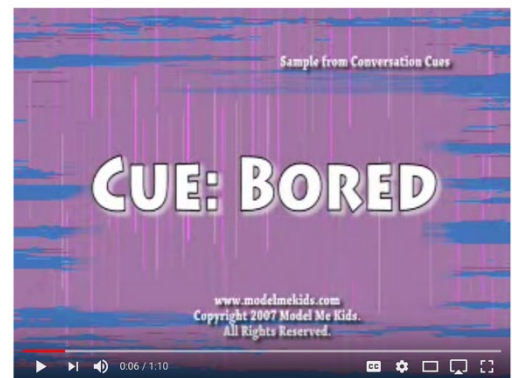 Sample from Conversation Cues
CUE: BORED
www.modelmekids.com
Copyright 2007 Model Me Kids.
All Rights Reserved.
0:06 / 1:10
CC